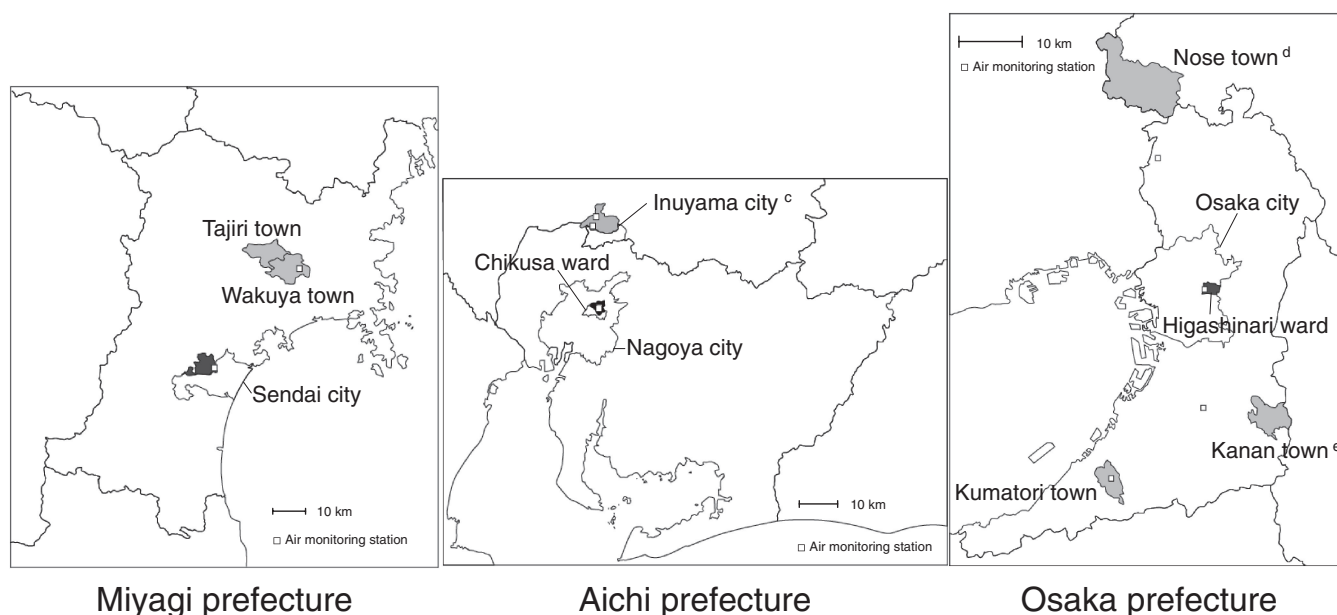 Tajiri town
Wakuya town
Sendai city
10 km
Air monitoring station
Miyagi prefecture
Inuyama city c
Chikusa ward
Nagoya city
10 km
Air monitoring station
Aichi prefecture
10 km
Air monitoring station
Nose town d
Osaka city
Higashinari ward
Kanan town e
Kumatori town
Osaka prefecture